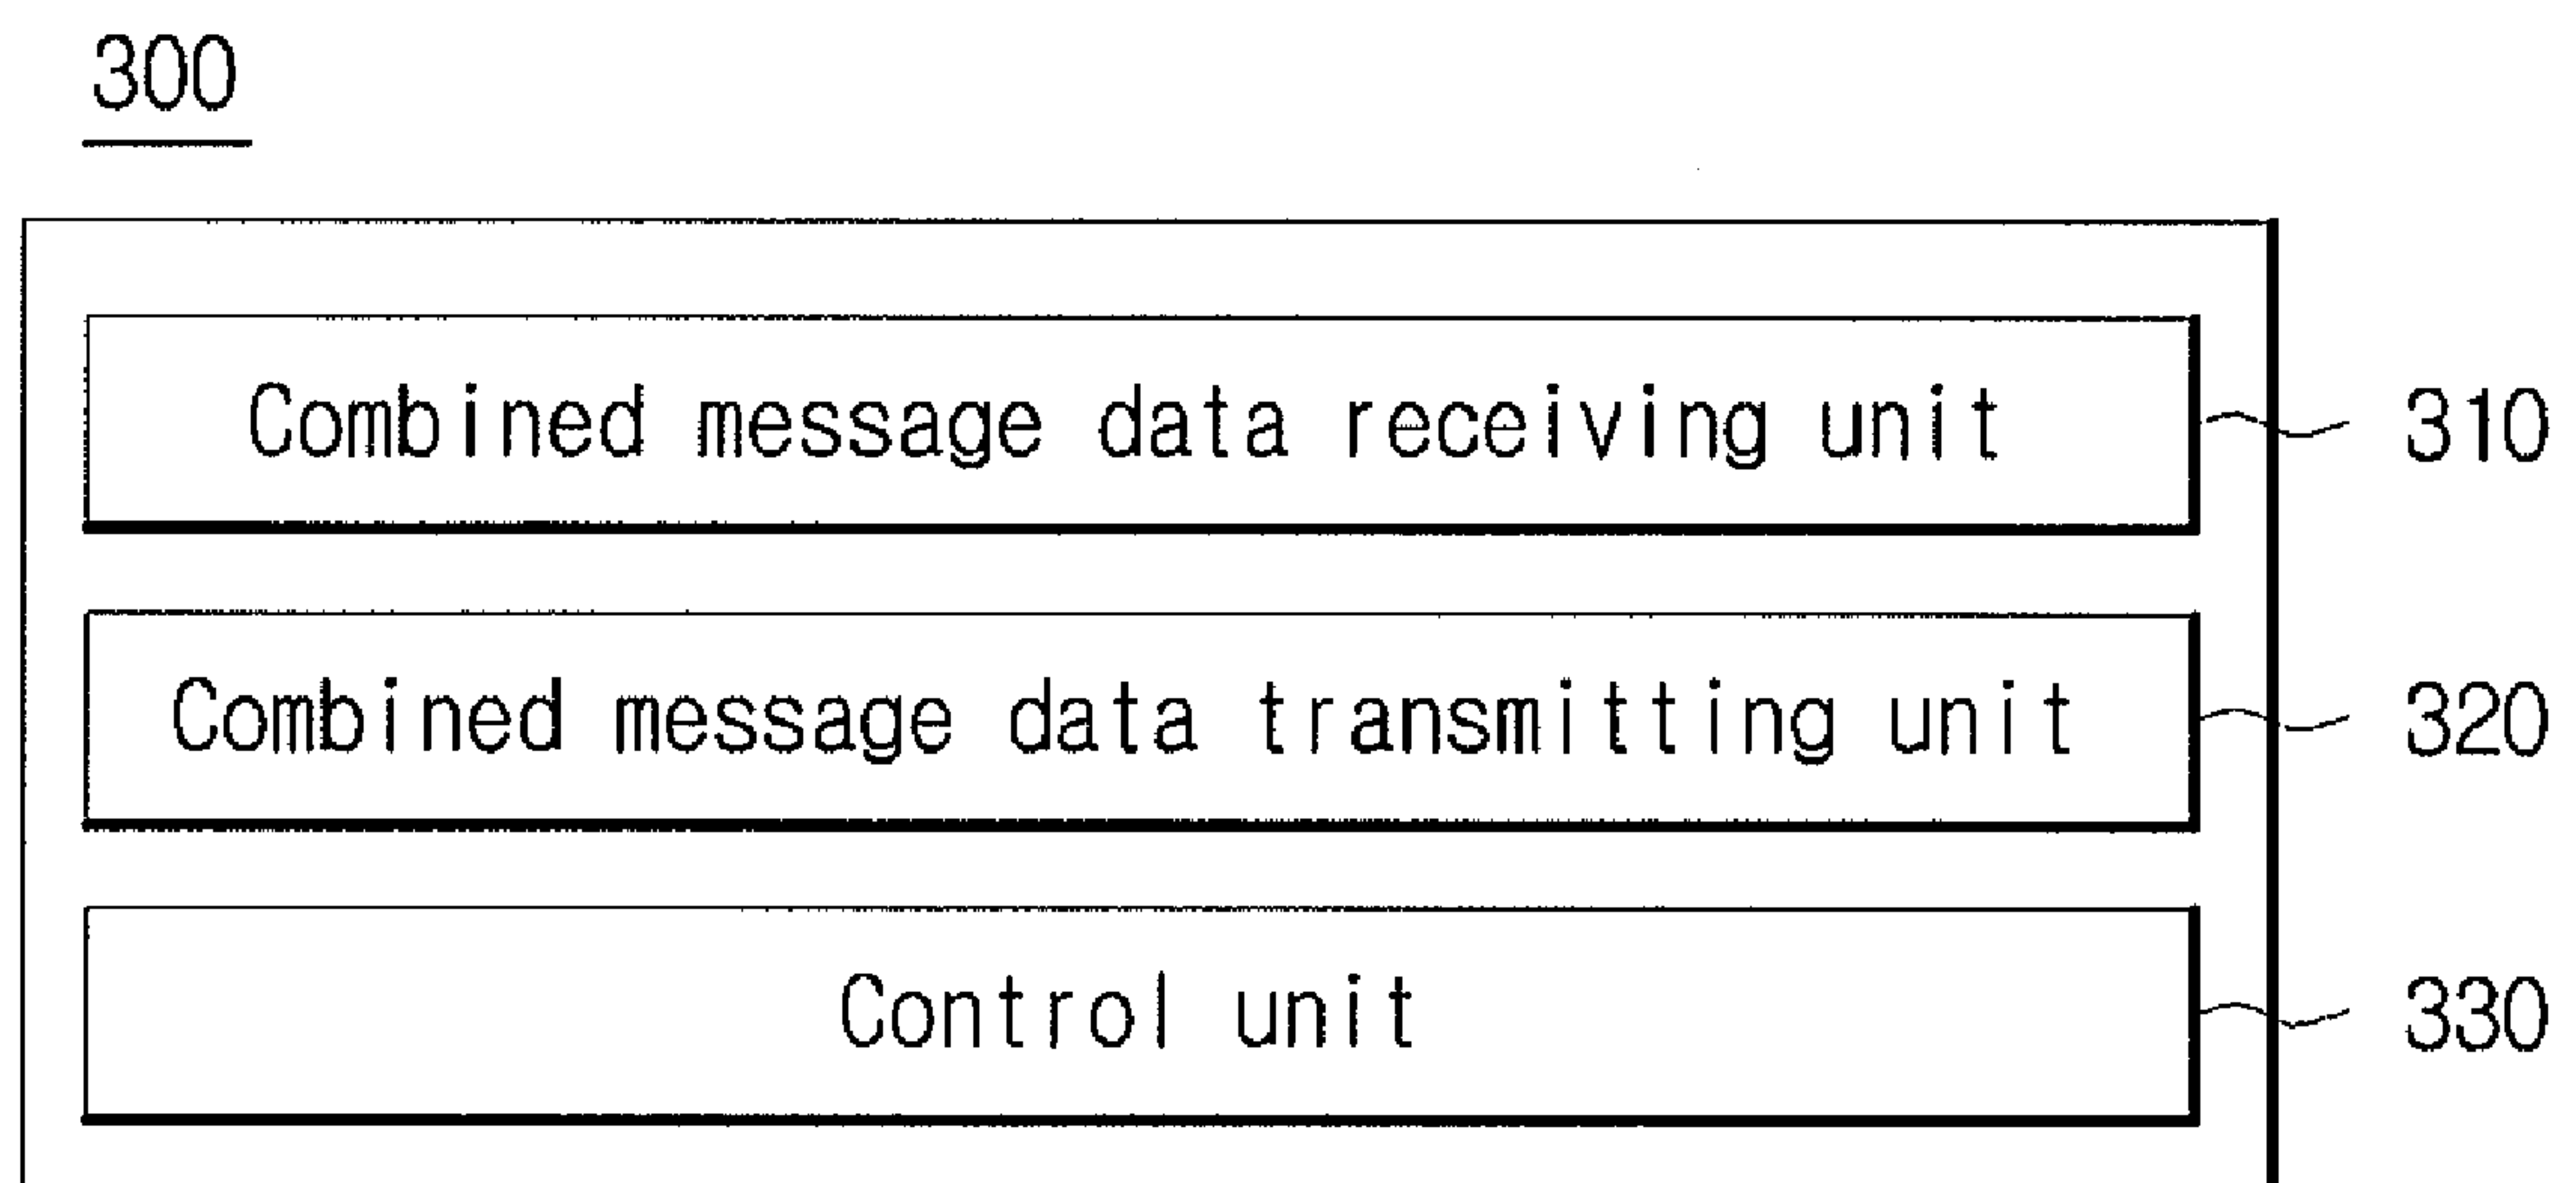 300
Combined message data receiving unit 310
Combined message data transmitting unit 320
Control unit 330